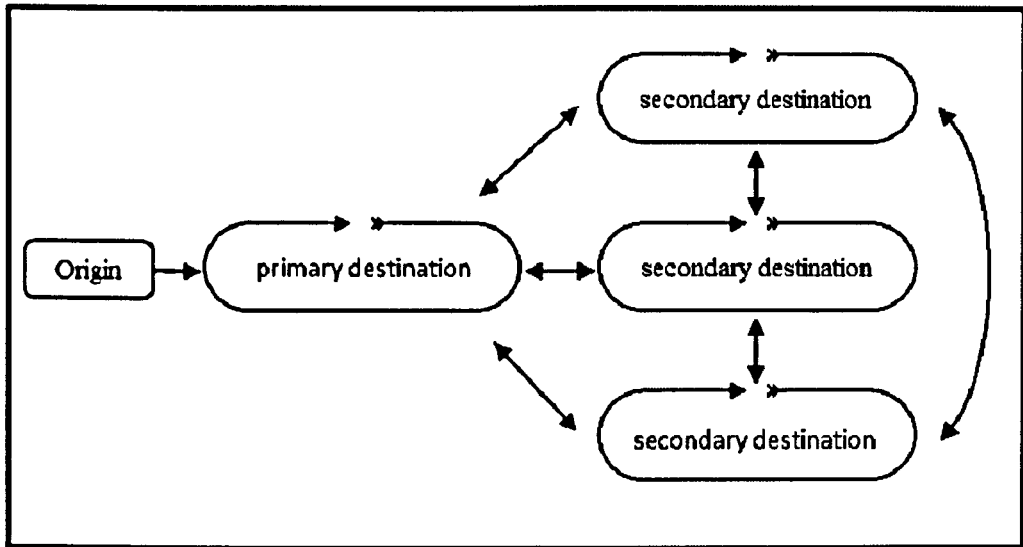 secondary destination
Origin
primary destination
secondary destination
secondary destination